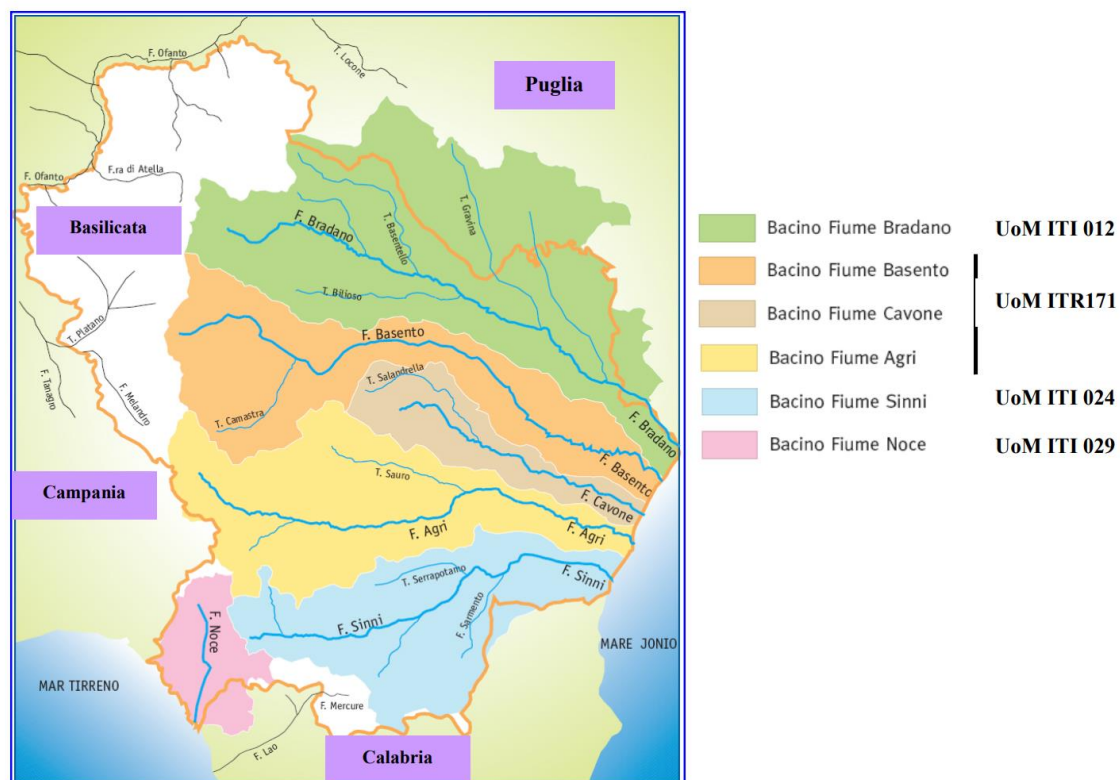 F. Ofanto
T. Locone
Puglia
F.ra di Atella
F. Ofanto
Basilicata
T. Gravina
F. Bradano
T. Basentello
T. Bilioso
T. Platano
F. Basento
F. Tanagro
F. Melandro
T. Salandrella
T. Camastra
F. Bradano
F. Basento
T. Sauro
Campania
F. Cavone
F. Agri
F. Agri
T. Serrapotamo
F. Sinni
F. Sinni
F. Sarmento
F. Noce
MARE JONIO
MAR TIRRENO
F. Mercure
F. Lao
Calabria
Bacino Fiume Bradano UoM ITI 012
Bacino Fiume Basento
UoM ITR171
Bacino Fiume Cavone
Bacino Fiume Agri
Bacino Fiume Sinni UoM ITI 024
Bacino Fiume Noce UoM ITI 029